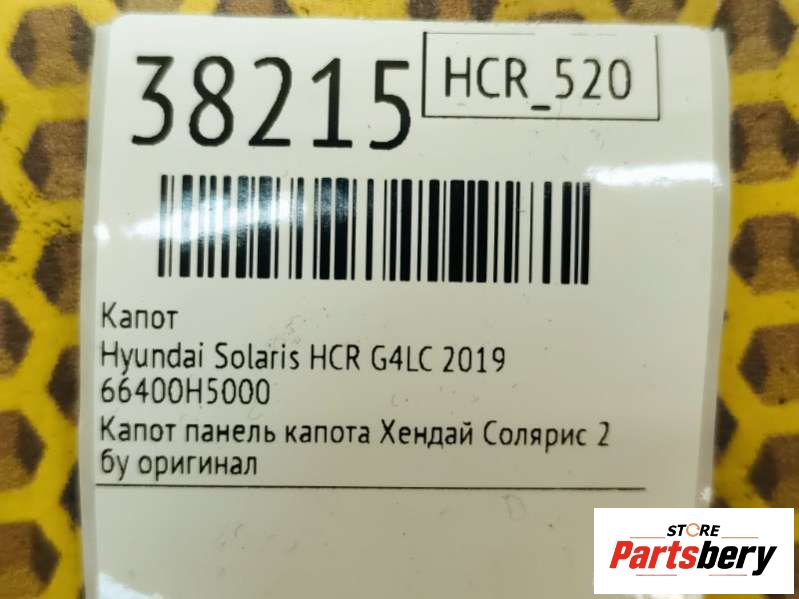 38215
HCR_520
Капот
Hyundai Solaris HCR G4LC 2019
66400H5000
Капот панель капота Хендай Солярис 2
бу оригинал
STORE
Partsbery